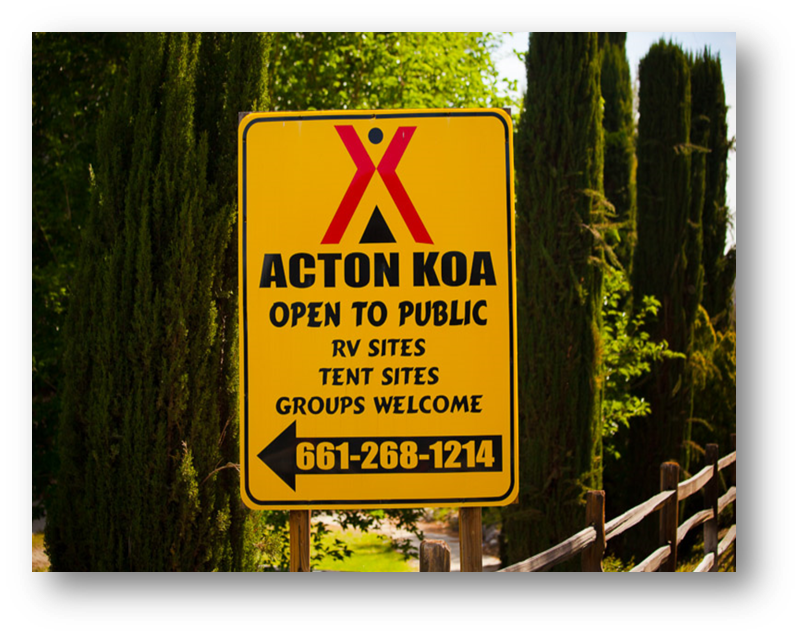 ACTON KOA
OPEN TO PUBLIC
RV SITES
TENT SITES
GROUPS WELCOME
661-268-1214